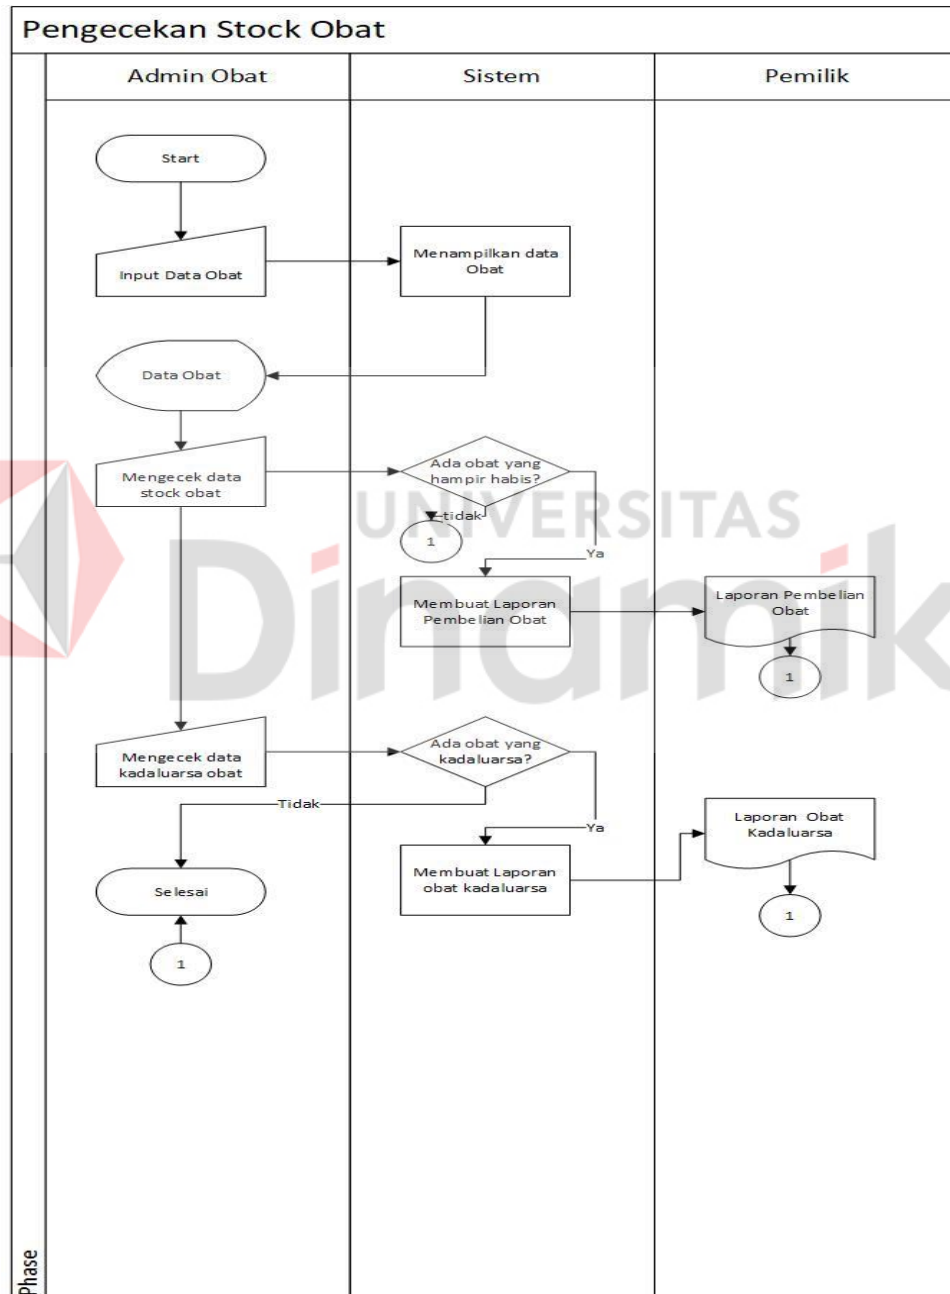 Pengecekan Stock Obat
Admin Obat
Sistem
Pemilik
Start
Input Data Obat
Menampilkan data
Obat
Data Obat
Mengecek data
stock obat
Ada obat yang
hampir habis?
tidak
1
Ya
Membuat Laporan
Pembelian Obat
Laporan Pembelian
Obat
1
Mengecek data
kadaluarsa obat
Ada obat yang
kadaluarsa?
Tidak
Ya
Membuat Laporan
obat kadaluarsa
Laporan Obat
Kadaluarsa
1
Selesai
1
Phase
UNIVERSITAS
Dinamik